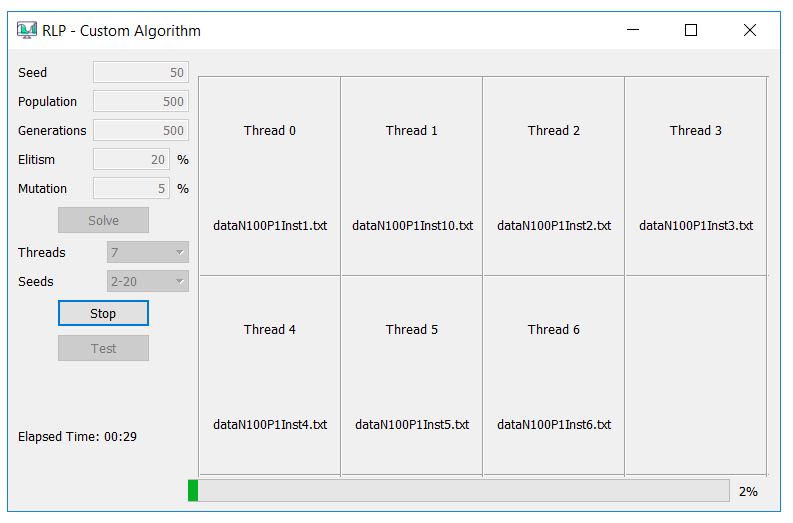 RLP - Custom Algorithm
Seed 50
Population 500
Generations 500
Elitism 20 %
Mutation 5 %
Solve
Threads 7
Seeds 2-20
Stop
Test
Elapsed Time: 00:29
Thread 0 Thread 1 Thread 2 Thread 3
dataN100P1Inst1.txt dataN100P1Inst10.txt dataN100P1Inst2.txt dataN100P1Inst3.txt
Thread 4 Thread 5 Thread 6
dataN100P1Inst4.txt dataN100P1Inst5.txt dataN100P1Inst6.txt
2%